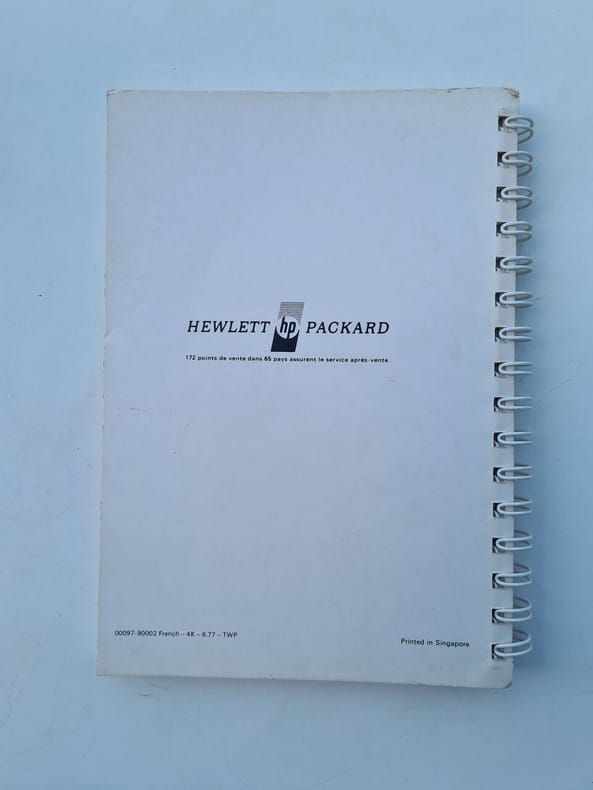 HEWLETT hp PACKARD
172 points de vente dans 65 pays assurent le service après-vente.
00097-90002 French – 4K – 6.77 – TWP
Printed in Singapore